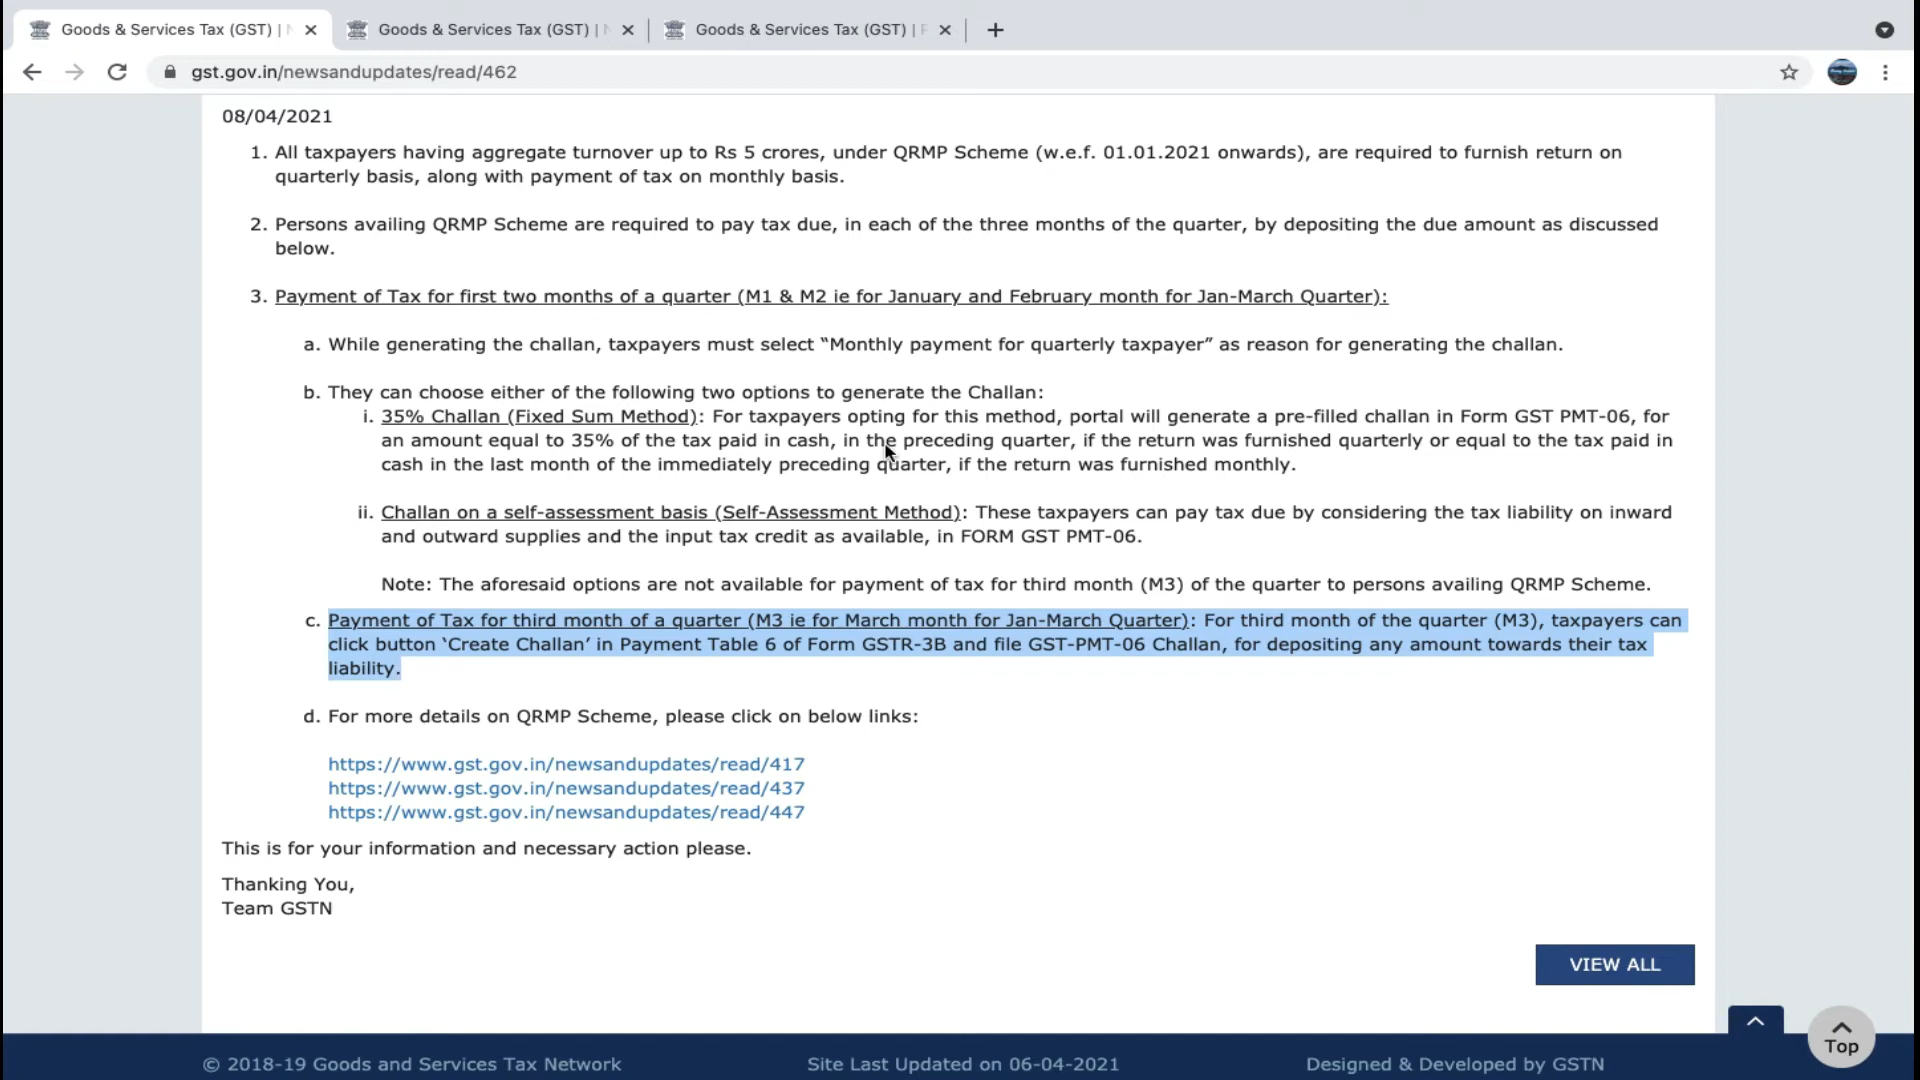 Goods & Services Tax (GST) | N
Goods & Services Tax (GST) | N
Goods & Services Tax (GST) | F
gst.gov.in/newsandupdates/read/462
08/04/2021
1. All taxpayers having aggregate turnover up to Rs 5 crores, under QRMP Scheme (w.e.f. 01.01.2021 onwards), are required to furnish return on
quarterly basis, along with payment of tax on monthly basis.
2. Persons availing QRMP Scheme are required to pay tax due, in each of the three months of the quarter, by depositing the due amount as discussed
below.
3. Payment of Tax for first two months of a quarter (M1 & M2 ie for January and February month for Jan-March Quarter):
a. While generating the challan, taxpayers must select “Monthly payment for quarterly taxpayer” as reason for generating the challan.
b. They can choose either of the following two options to generate the Challan:
i. 35% Challan (Fixed Sum Method): For taxpayers opting for this method, portal will generate a pre-filled challan in Form GST PMT-06, for
an amount equal to 35% of the tax paid in cash, in the preceding quarter, if the return was furnished quarterly or equal to the tax paid in
cash in the last month of the immediately preceding quarter, if the return was furnished monthly.
ii. Challan on a self-assessment basis (Self-Assessment Method): These taxpayers can pay tax due by considering the tax liability on inward
and outward supplies and the input tax credit as available, in FORM GST PMT-06.
Note: The aforesaid options are not available for payment of tax for third month (M3) of the quarter to persons availing QRMP Scheme.
c. Payment of Tax for third month of a quarter (M3 ie for March month for Jan-March Quarter): For third month of the quarter (M3), taxpayers can
click button ‘Create Challan’ in Payment Table 6 of Form GSTR-3B and file GST-PMT-06 Challan, for depositing any amount towards their tax
liability.
d. For more details on QRMP Scheme, please click on below links:
https://www.gst.gov.in/newsandupdates/read/417
https://www.gst.gov.in/newsandupdates/read/437
https://www.gst.gov.in/newsandupdates/read/447
This is for your information and necessary action please.
Thanking You,
Team GSTN
VIEW ALL
Top
© 2018-19 Goods and Services Tax Network
Site Last Updated on 06-04-2021
Designed & Developed by GSTN